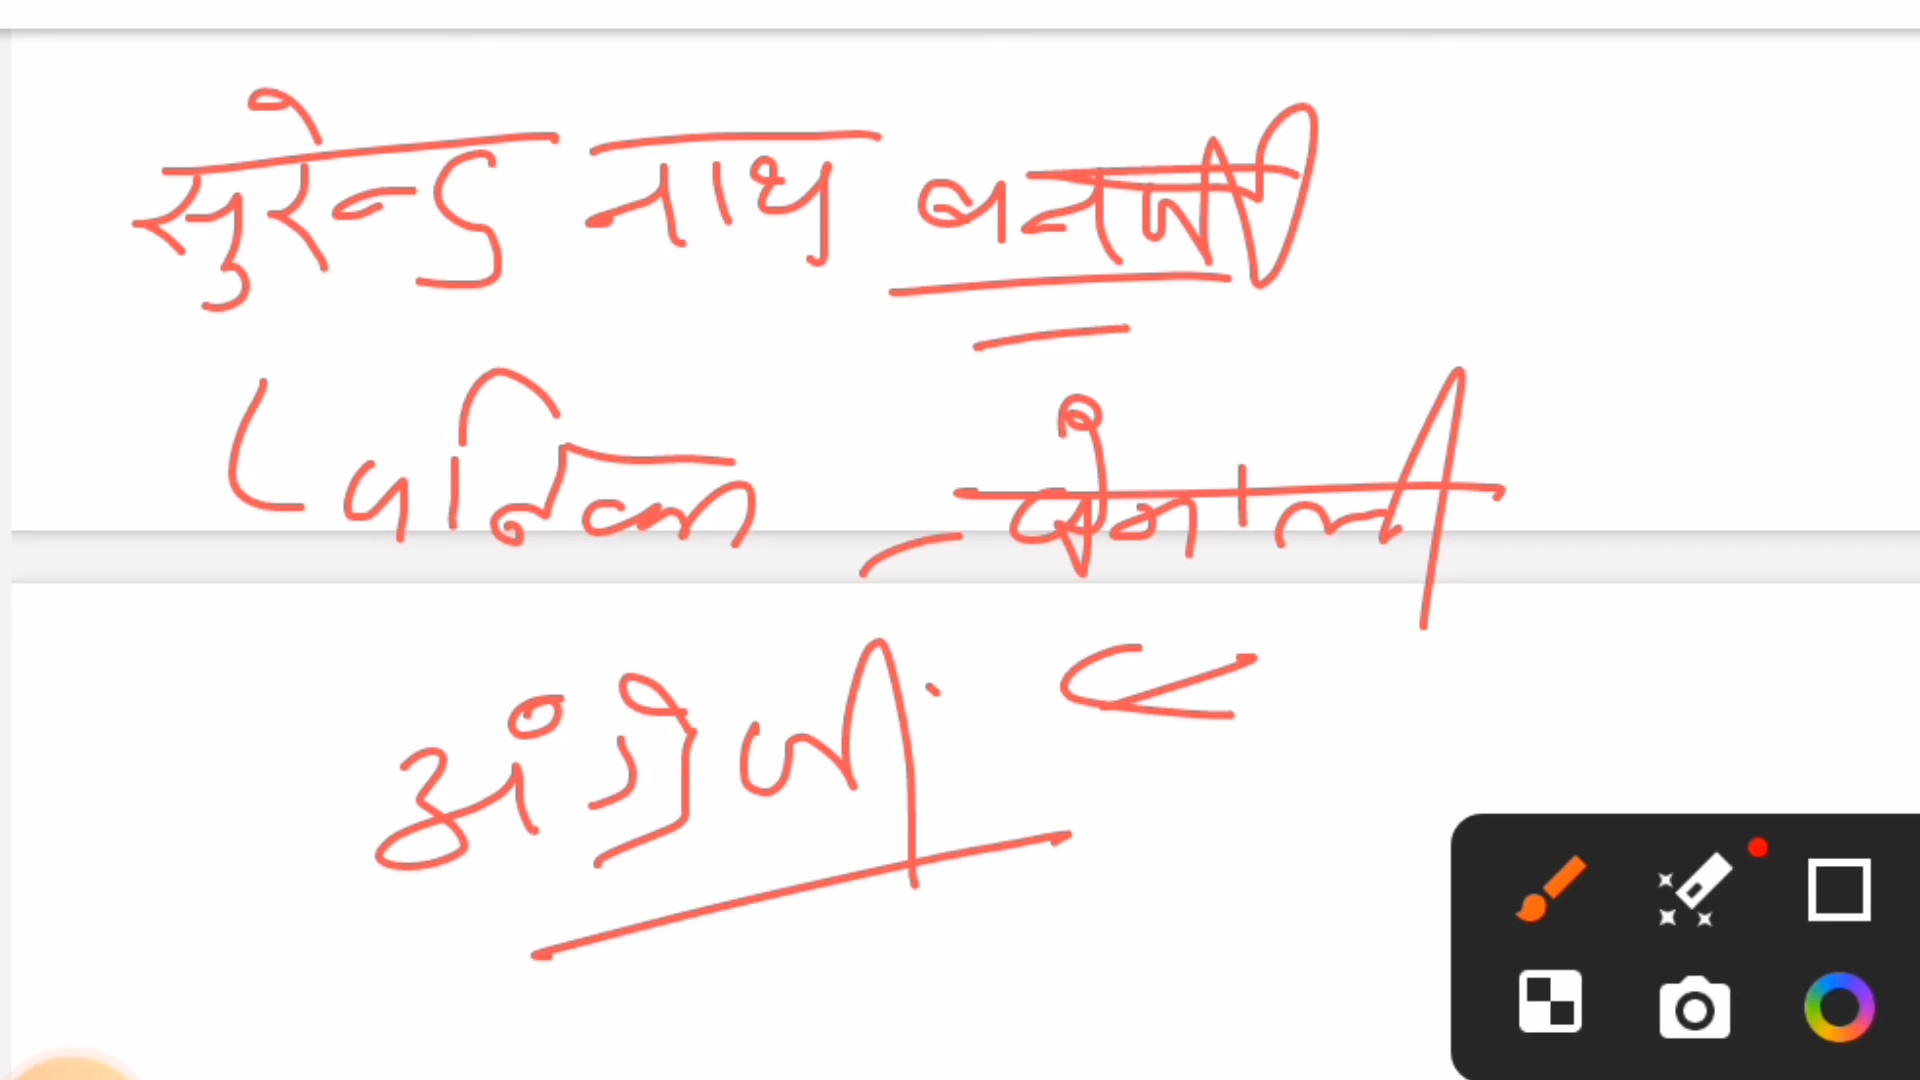 सुरेन्द्र नाथ बनर्जी
पत्रिका - बंगाली
अंग्रेजी